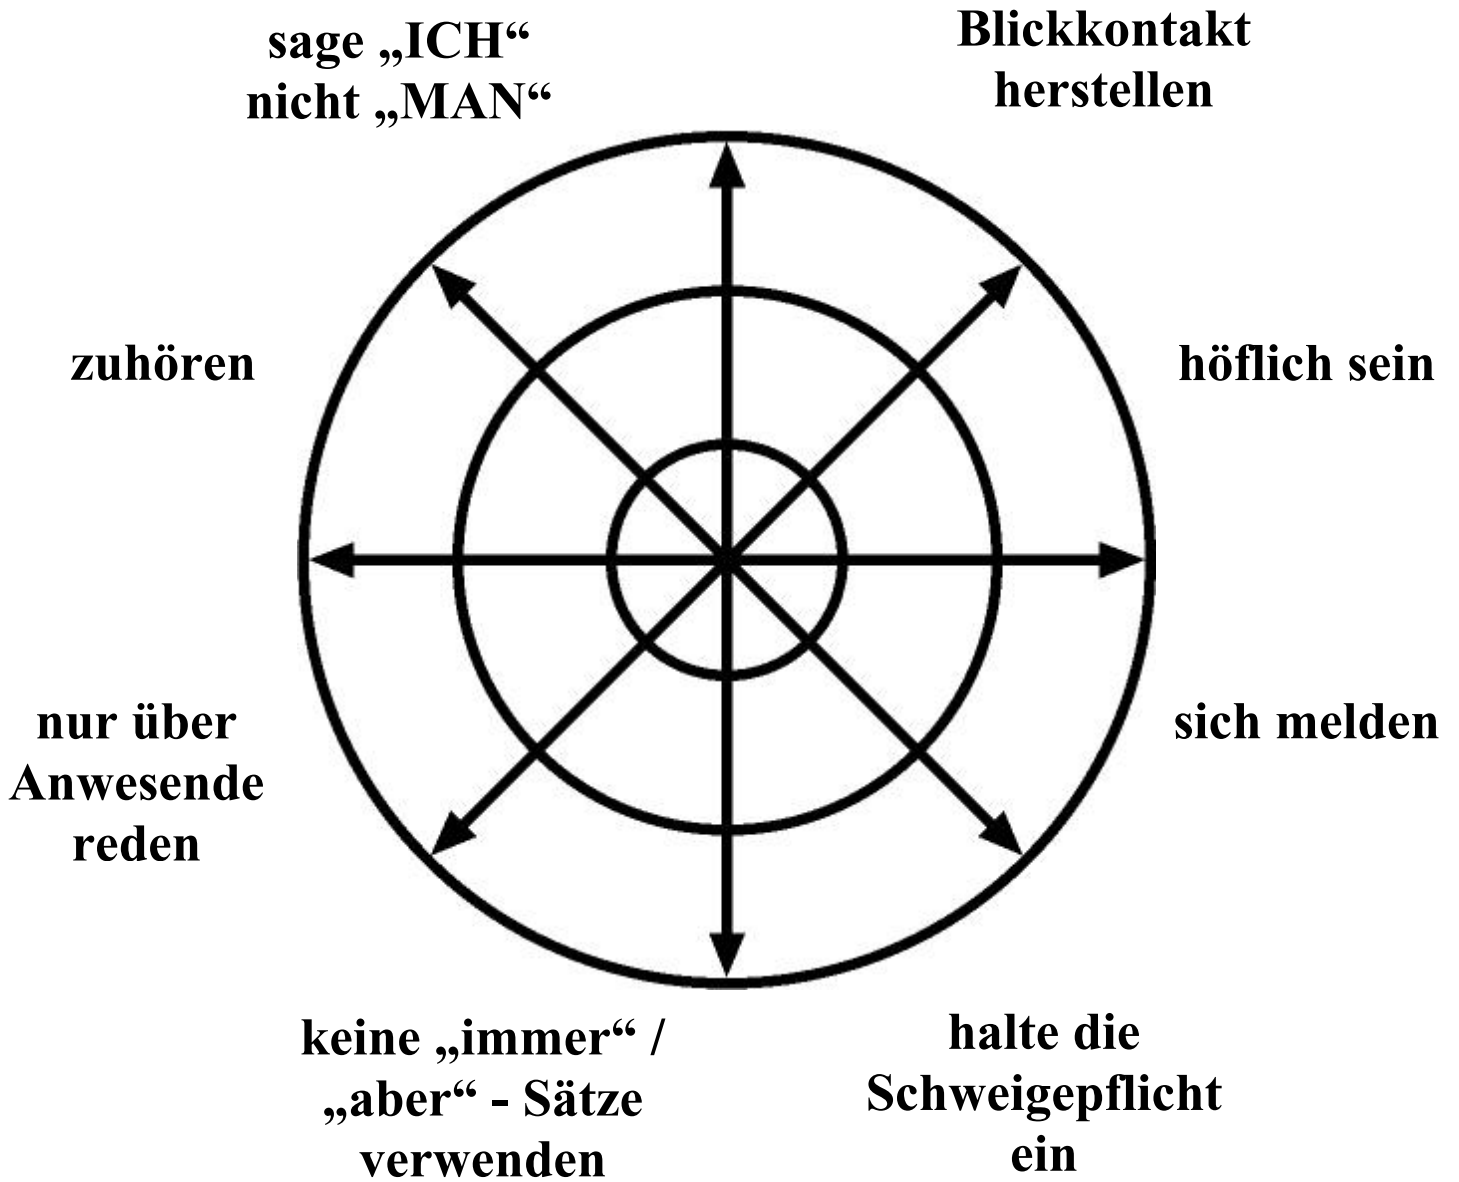 sage „ICH“
nicht „MAN“
Blickkontakt
herstellen
zuhören
höflich sein
nur über
Anwesende
reden
sich melden
keine „immer“ /
„aber“ - Sätze
verwenden
halte die
Schweigepflicht
ein